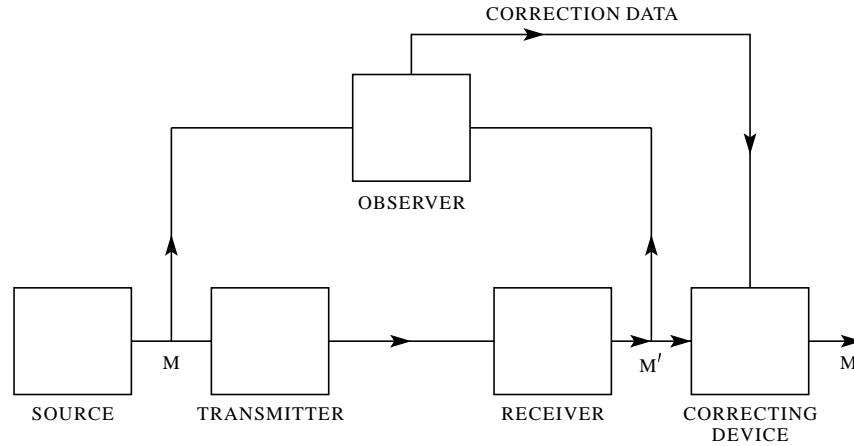 CORRECTION DATA
OBSERVER
M
M′
M
SOURCE
TRANSMITTER
RECEIVER
CORRECTING
DEVICE